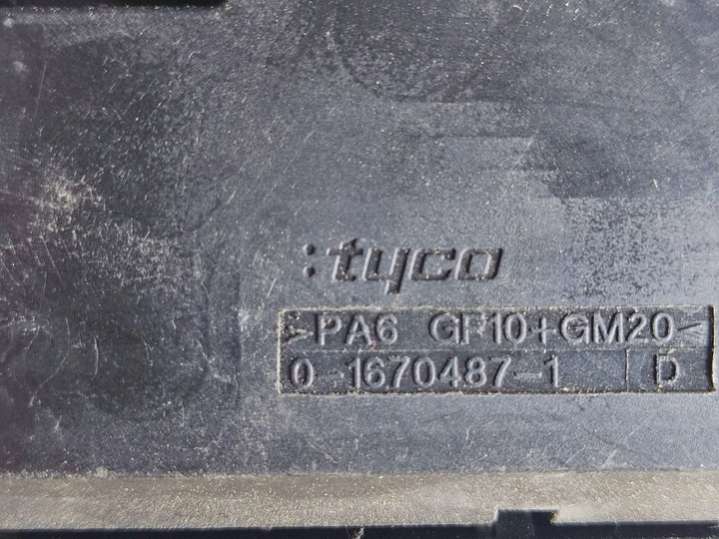 :tyco
>PA6 GF10+GM20<
0 1670487-1 D